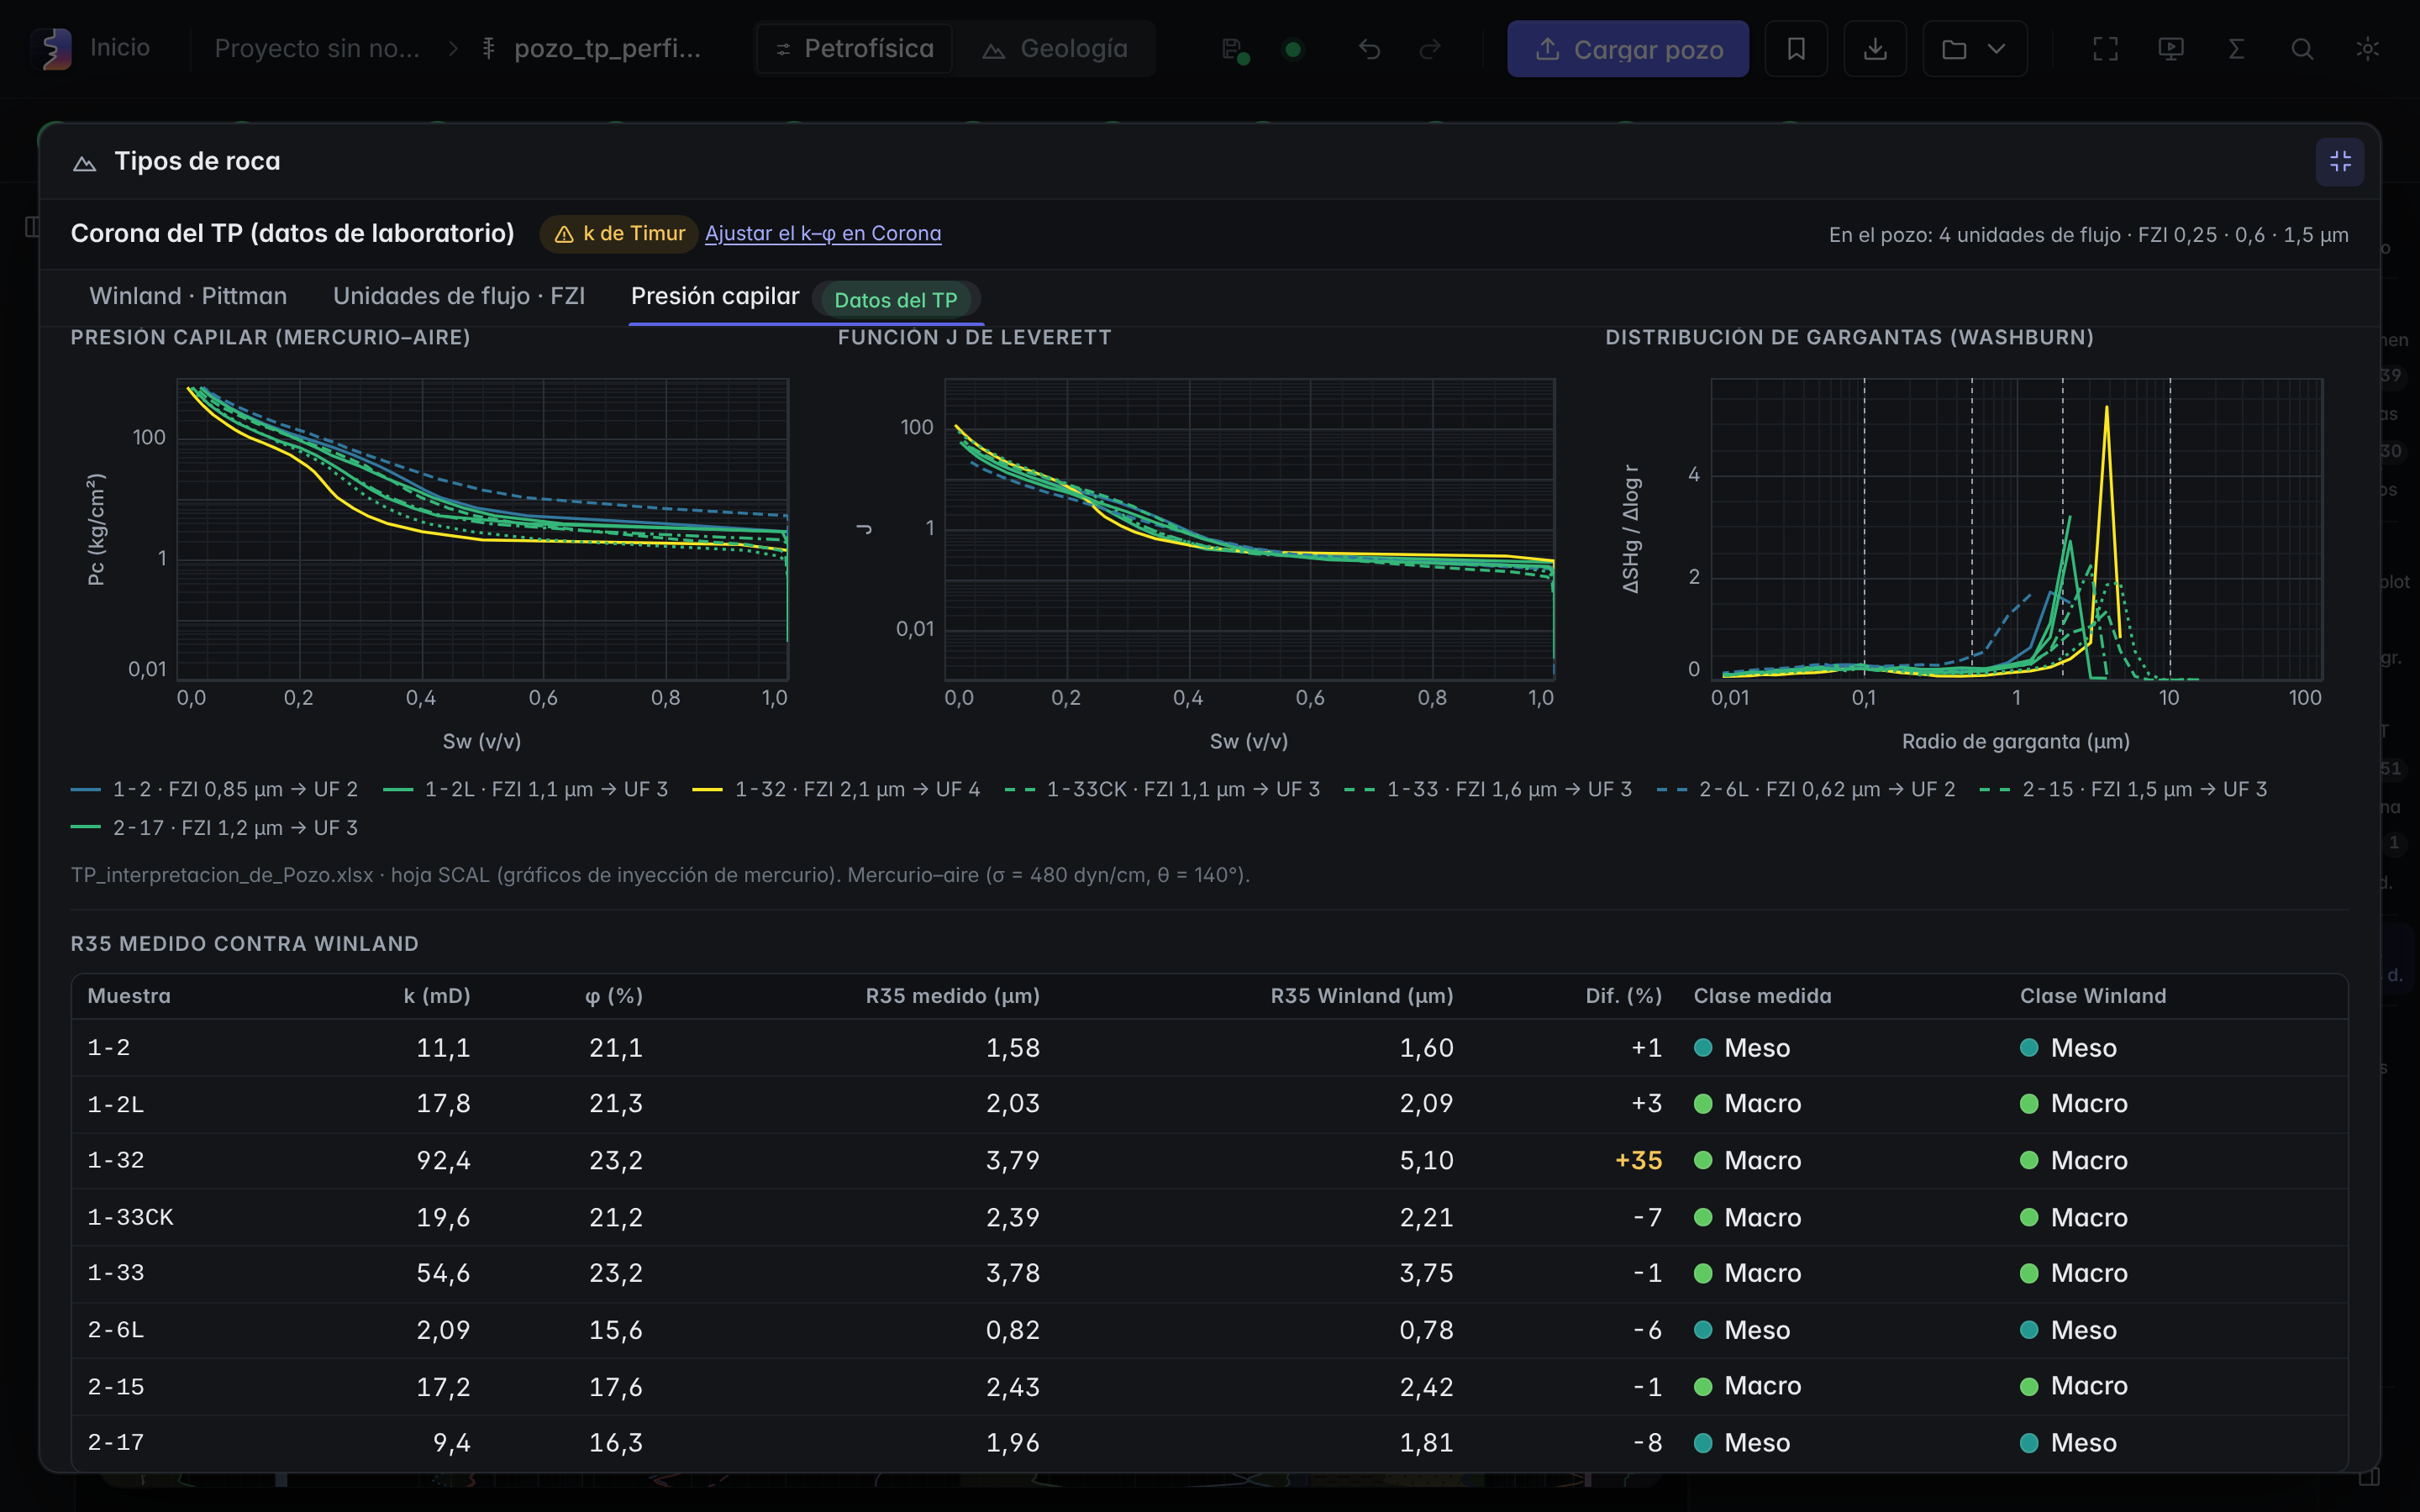 Inicio
Proyecto sin no...
pozo_tp_perfi...
Petrofísica
Geología
Cargar pozo
Tipos de roca
Corona del TP (datos de laboratorio)
k de Timur
Ajustar el k–φ en Corona
En el pozo: 4 unidades de flujo · FZI 0,25 · 0,6 · 1,5 µm
Winland · Pittman
Unidades de flujo · FZI
Presión capilar
Datos del TP
PRESIÓN CAPILAR (MERCURIO–AIRE)
Pc (kg/cm²)
100
1
0,01
0,0 0,2 0,4 0,6 0,8 1,0
Sw (v/v)
FUNCIÓN J DE LEVERETT
J
100
1
0,01
0,0 0,2 0,4 0,6 0,8 1,0
Sw (v/v)
DISTRIBUCIÓN DE GARGANTAS (WASHBURN)
ΔSHg / Δlog r
4
2
0
0,01 0,1 1 10 100
Radio de garganta (µm)
1-2 · FZI 0,85 µm → UF 2
1-2L · FZI 1,1 µm → UF 3
1-32 · FZI 2,1 µm → UF 4
1-33CK · FZI 1,1 µm → UF 3
1-33 · FZI 1,6 µm → UF 3
2-6L · FZI 0,62 µm → UF 2
2-15 · FZI 1,5 µm → UF 3
2-17 · FZI 1,2 µm → UF 3
TP_interpretacion_de_Pozo.xlsx · hoja SCAL (gráficos de inyección de mercurio). Mercurio–aire (σ = 480 dyn/cm, θ = 140°).
R35 MEDIDO CONTRA WINLAND
Muestra k (mD) φ (%) R35 medido (µm) R35 Winland (µm) Dif. (%) Clase medida Clase Winland
1-2 11,1 21,1 1,58 1,60 +1 Meso Meso
1-2L 17,8 21,3 2,03 2,09 +3 Macro Macro
1-32 92,4 23,2 3,79 5,10 +35 Macro Macro
1-33CK 19,6 21,2 2,39 2,21 -7 Macro Macro
1-33 54,6 23,2 3,78 3,75 -1 Macro Macro
2-6L 2,09 15,6 0,82 0,78 -6 Meso Meso
2-15 17,2 17,6 2,43 2,42 -1 Macro Macro
2-17 9,4 16,3 1,96 1,81 -8 Meso Meso